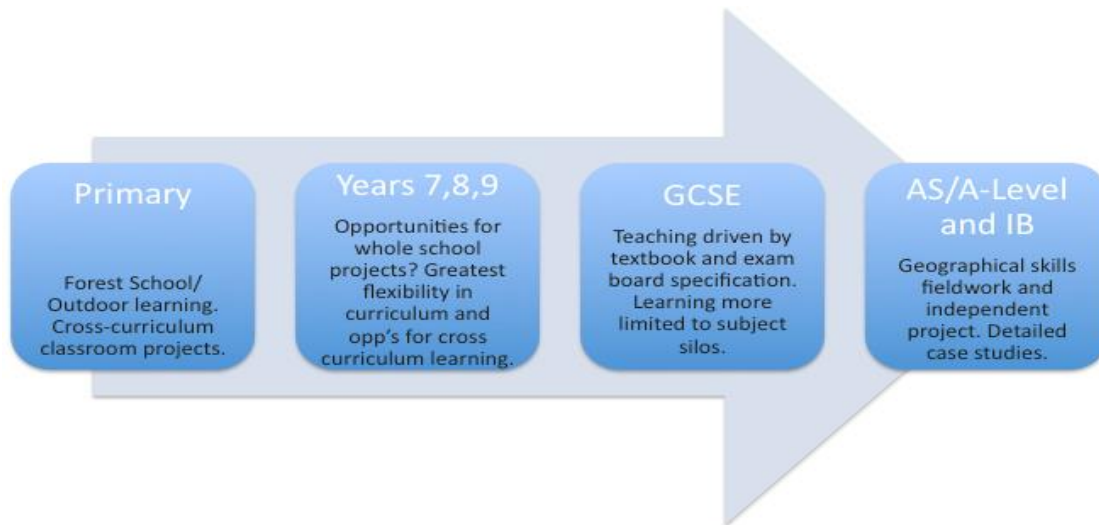 Primary
Forest School/
Outdoor learning.
Cross-curriculum
classroom projects.
Years 7,8,9
Opportunities for
whole school
projects? Greatest
flexibility in
curriculum and
opp's for cross
curriculum learning.
GCSE
Teaching driven by
textbook and exam
board specification.
Learning more
limited to subject
silos.
AS/A-Level
and IB
Geographical skills
fieldwork and
independent
project. Detailed
case studies.